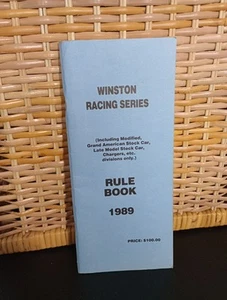 WINSTON
RACING SERIES
(Including Modified,
Grand American Stock Car,
Late Model Stock Car,
Chargers, etc.
divisions only.)
RULE
BOOK
1989
PRICE: $100.00